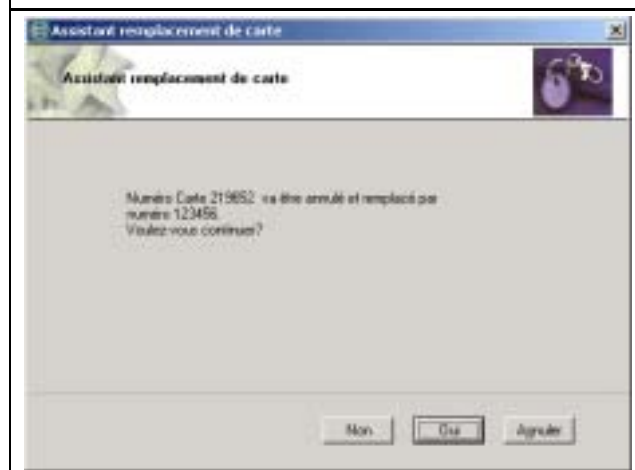 Assistant remplacement de carte
Assistant remplacement de carte
Numéro Carte 219852 va être annulé et remplacé par
numéro 123456.
Voulez-vous continuer?
Non Oui Annuler